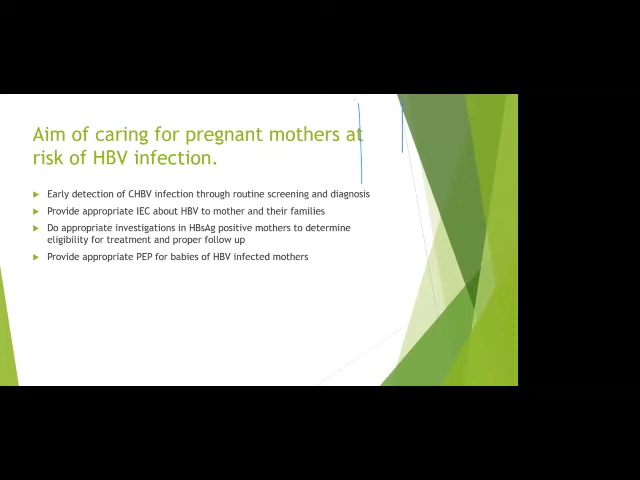 Aim of caring for pregnant mothers at
risk of HBV infection.
Early detection of CHBV infection through routine screening and diagnosis
Provide appropriate IEC about HBV to mother and their families
Do appropriate investigations in HBsAg positive mothers to determine
eligibility for treatment and proper follow up
Provide appropriate PEP for babies of HBV infected mothers